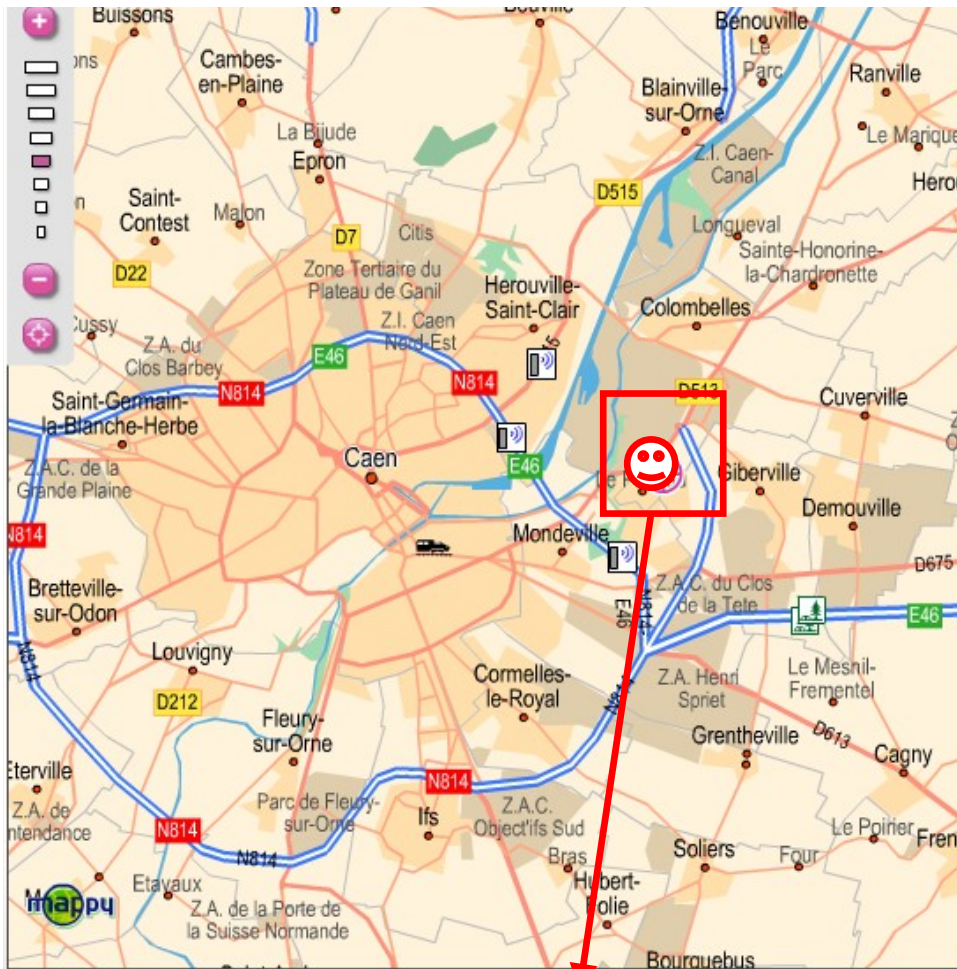 Buissons
Benouville
Le
Parc
Cambes-
en-Plaine
Blainville-
sur-Orne
Ranville
La Bijude
Epron
Z.I. Caen-
Canal
D515
Saint-
Contest
Malon
D7
Citis
Longueval
Sainte-Honorine-
la-Chardronette
D22
Zone Tertiaire du
Plateau de Ganil
Herouville-
Saint-Clair
Colombelles
Z.I. Caen
Nord-Est
Cussy
Z.A. du
Clos Barbey
E46
N814
N814
D513
Saint-Germain-
la-Blanche-Herbe
Cuverville
Z.A.C. de la
Grande Plaine
Caen
E46
Giberville
Demouville
N814
Mondeville
D675
Bretteville-
sur-Odon
Z.A.C. du Clos
de la Tete
N814
E46
E46
N814
Louvigny
D212
Cormelles-
le-Royal
Z.A. Henri
Spriet
Le Mesnil-
Frementel
N814
Fleury-
sur-Orne
Grentheville
D613
Cagny
Eterville
N814
Z.A. de
Parc de Fleury-
sur-Orne
Ifs
Z.A.C.
Object'ifs Sud
N814
N814
Le Poirier
Bras
Soliers
Four
Hubert-
Folie
Etavaux
mappy
Z.A. de la Porte de
la Suisse Normande
Bourguebus